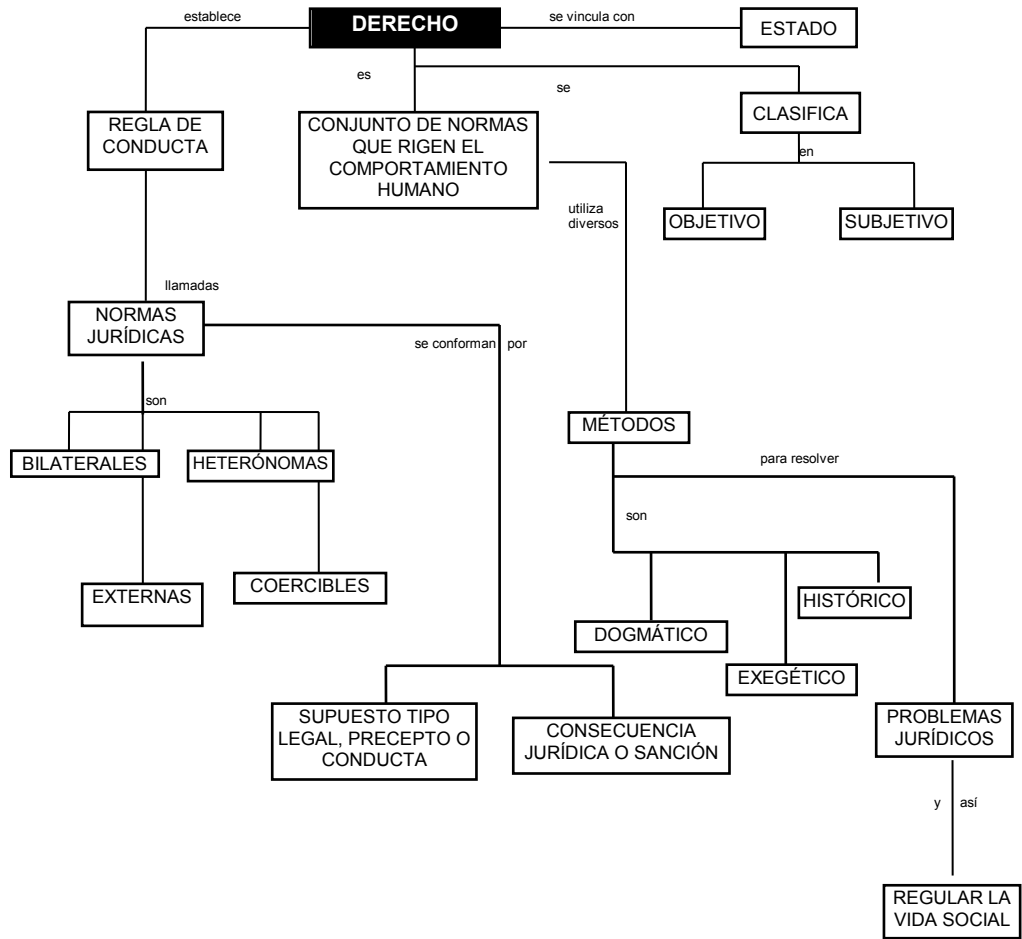 establece
DERECHO
se vincula con
ESTADO
es
se
REGLA DE
CONDUCTA
CONJUNTO DE NORMAS
QUE RIGEN EL
COMPORTAMIENTO
HUMANO
CLASIFICA
en
utiliza
diversos
OBJETIVO
SUBJETIVO
llamadas
NORMAS
JURÍDICAS
se conforman por
son
MÉTODOS
BILATERALES
HETERÓNOMAS
para resolver
son
EXTERNAS
COERCIBLES
HISTÓRICO
DOGMÁTICO
EXEGÉTICO
SUPUESTO TIPO
LEGAL, PRECEPTO O
CONDUCTA
CONSECUENCIA
JURÍDICA O SANCIÓN
PROBLEMAS
JURÍDICOS
y así
REGULAR LA
VIDA SOCIAL